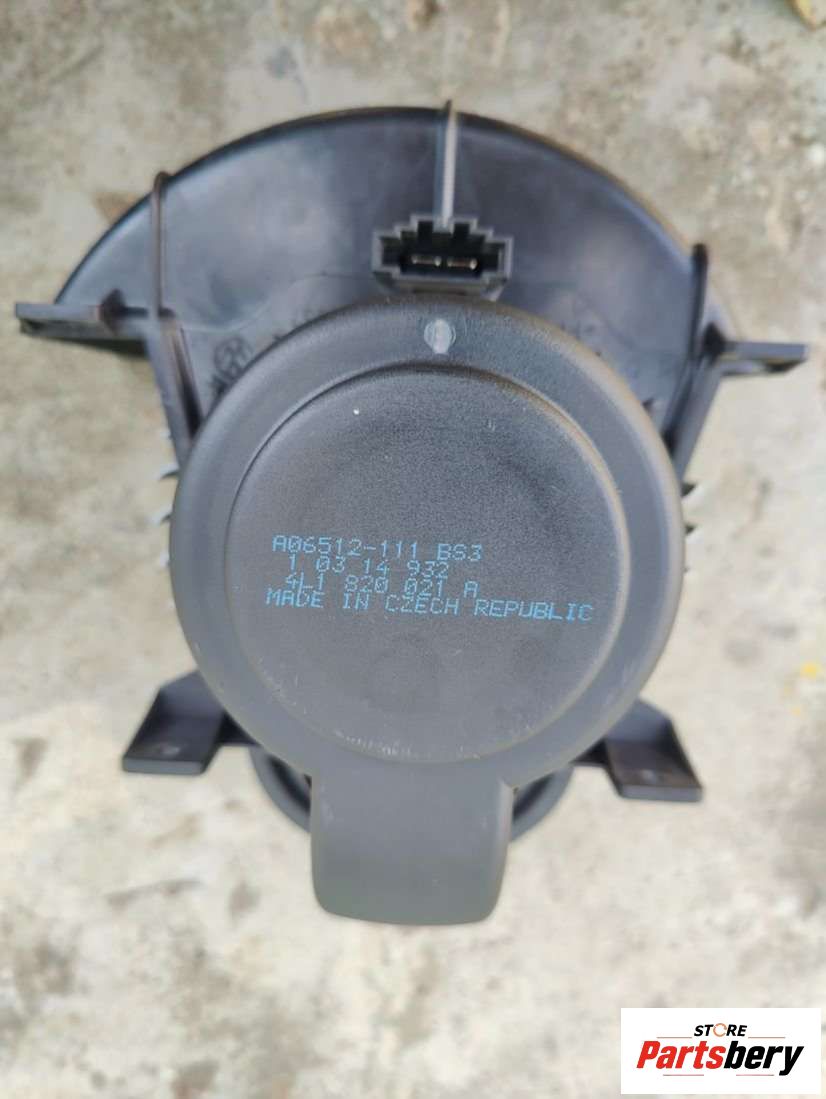 A06512-111 BS3
1 03 14 932
4L1 820 021 A
MADE IN CZECH REPUBLIC
STORE
Partsbery